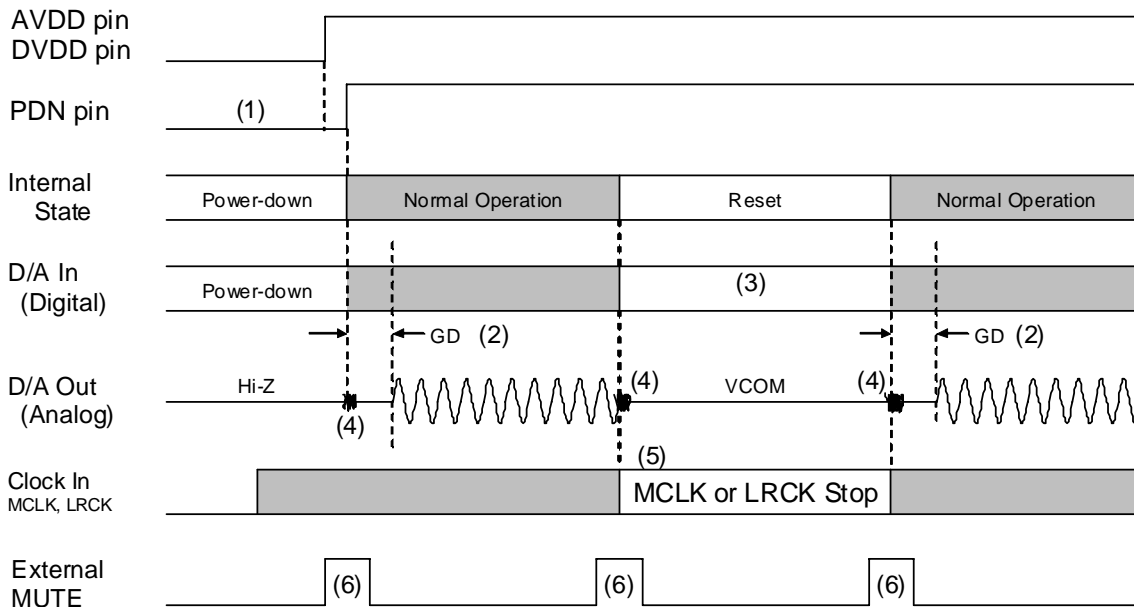 AVDD pin
DVDD pin
PDN pin
(1)
Internal
State
Power-down
Normal Operation
Reset
Normal Operation
D/A In
(Digital)
Power-down
(3)
GD (2)
GD (2)
D/A Out
(Analog)
Hi-Z
(4)
(4)
VCOM
(4)
Clock In
MCLK, LRCK
(5)
MCLK or LRCK Stop
External
MUTE
(6)
(6)
(6)